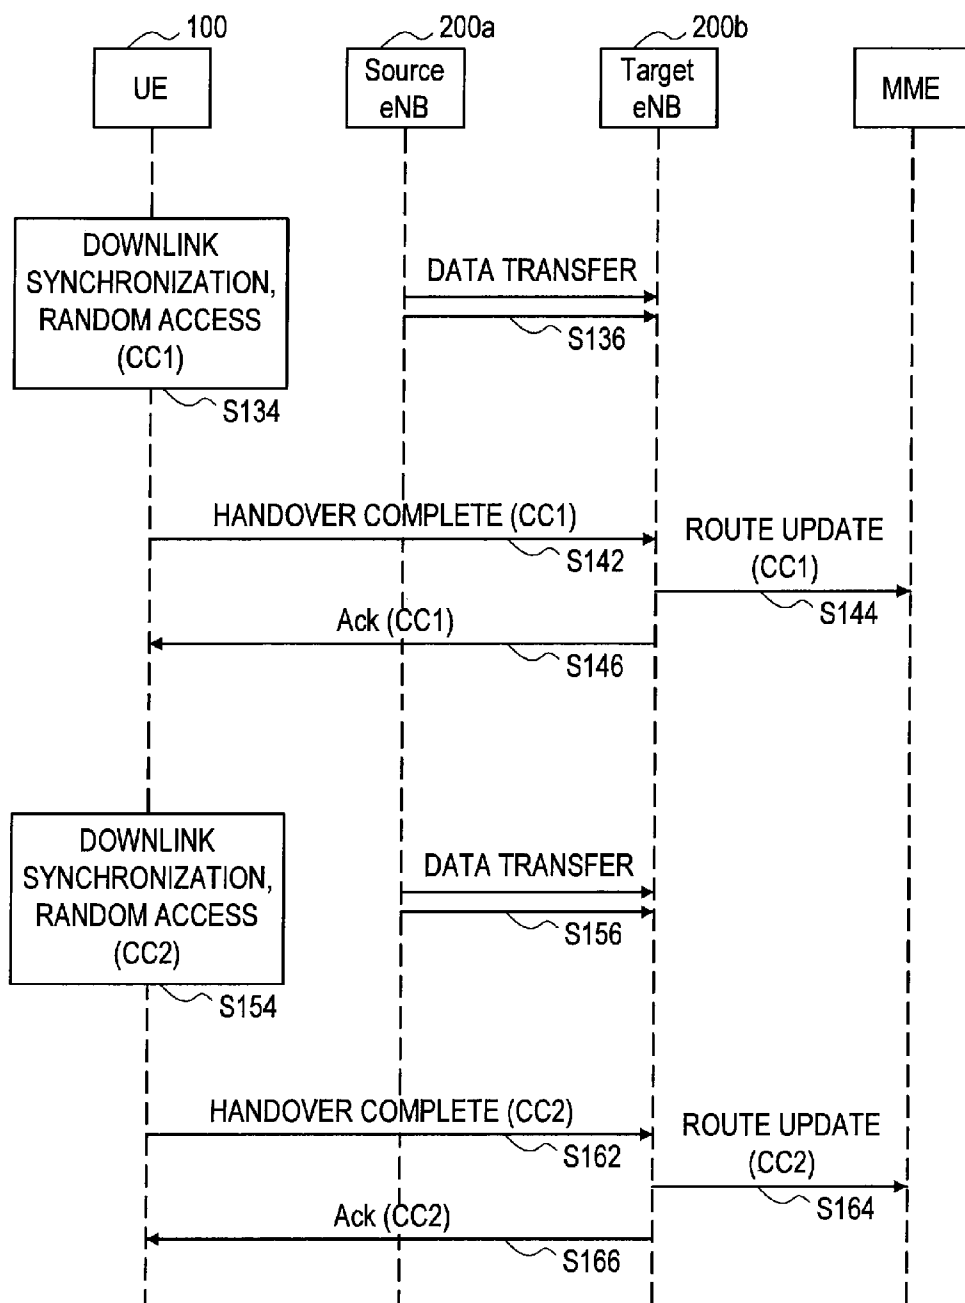 100
200a
200b
UE
Source
eNB
Target
eNB
MME
DOWNLINK
SYNCHRONIZATION,
RANDOM ACCESS
(CC1)
S134
DATA TRANSFER
S136
HANDOVER COMPLETE (CC1)
S142
ROUTE UPDATE
(CC1)
S144
Ack (CC1)
S146
DOWNLINK
SYNCHRONIZATION,
RANDOM ACCESS
(CC2)
S154
DATA TRANSFER
S156
HANDOVER COMPLETE (CC2)
S162
ROUTE UPDATE
(CC2)
S164
Ack (CC2)
S166